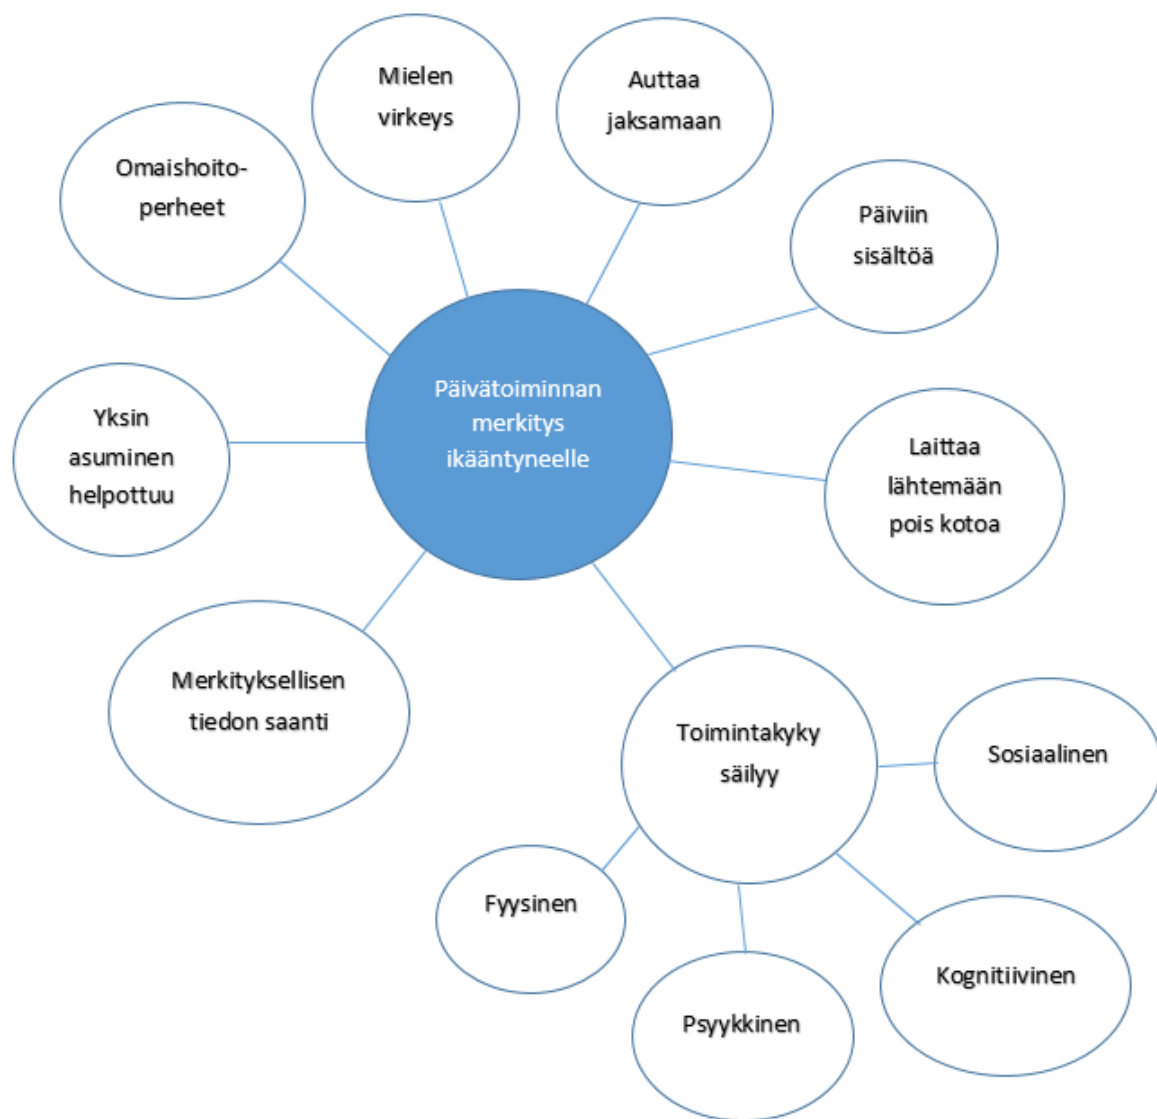 Mielen
virkeys
Auttaa
jaksamaan
Omaishoito-
perheet
Päiviin
sisältöä
Päivätoiminnan
merkitys
ikääntyneelle
Yksin
asuminen
helpottuu
Laittaa
lähtemään
pois kotoa
Merkityksellisen
tiedon saanti
Toimintakyky
säilyy
Sosiaalinen
Fyysinen
Kognitiivinen
Psyykkinen